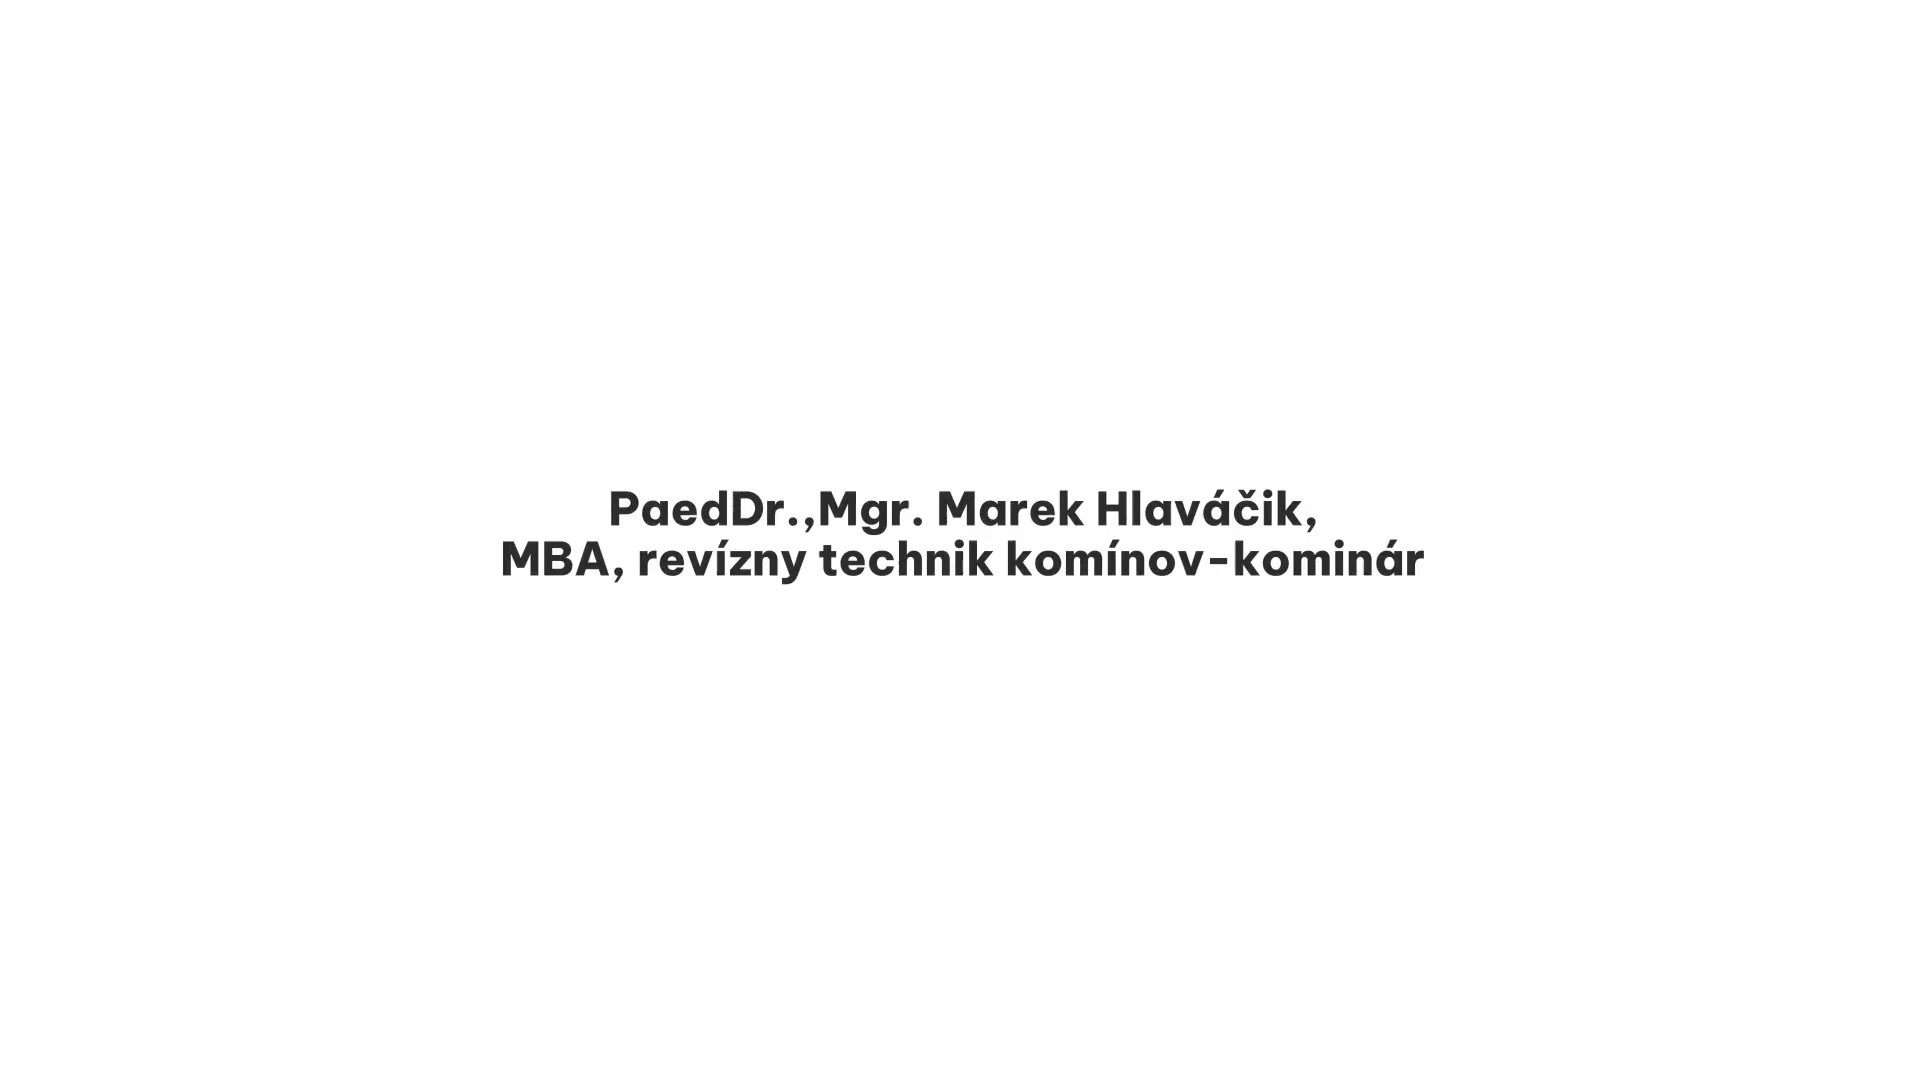 PaedDr.,Mgr. Marek Hlaváčik,
MBA, revízny technik komínov-kominár